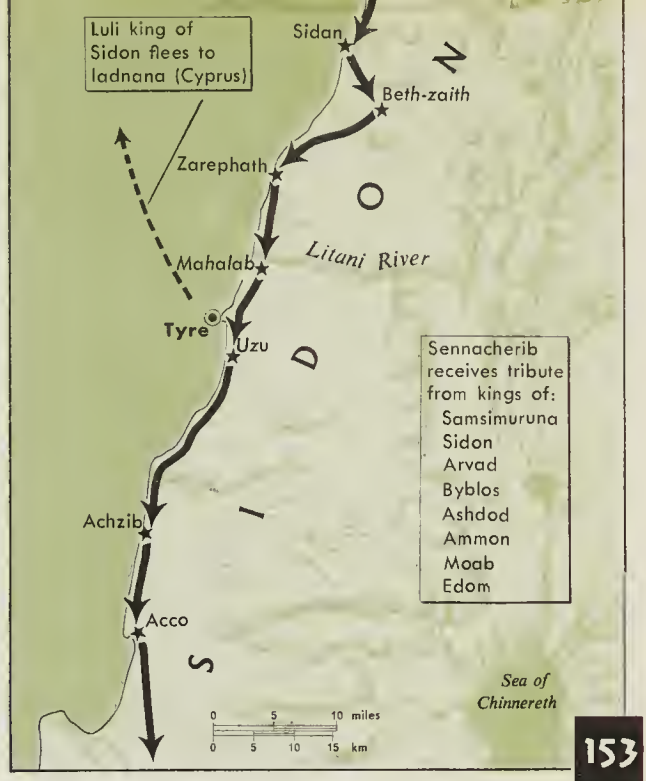 Luli king of
Sidon flees to
Iadnana (Cyprus)
Sidan
N
Beth-zaith
Zarephath
O
Litani River
Mahalab
Tyre
Uzu
D
Sennacherib
receives tribute
from kings of:
Samsimuruna
Sidon
Arvad
Byblos
Ashdod
Ammon
Moab
Edom
I
Achzib
Acco
S
Sea of
Chinnereth
0 5 10 miles
0 5 10 15 km
153